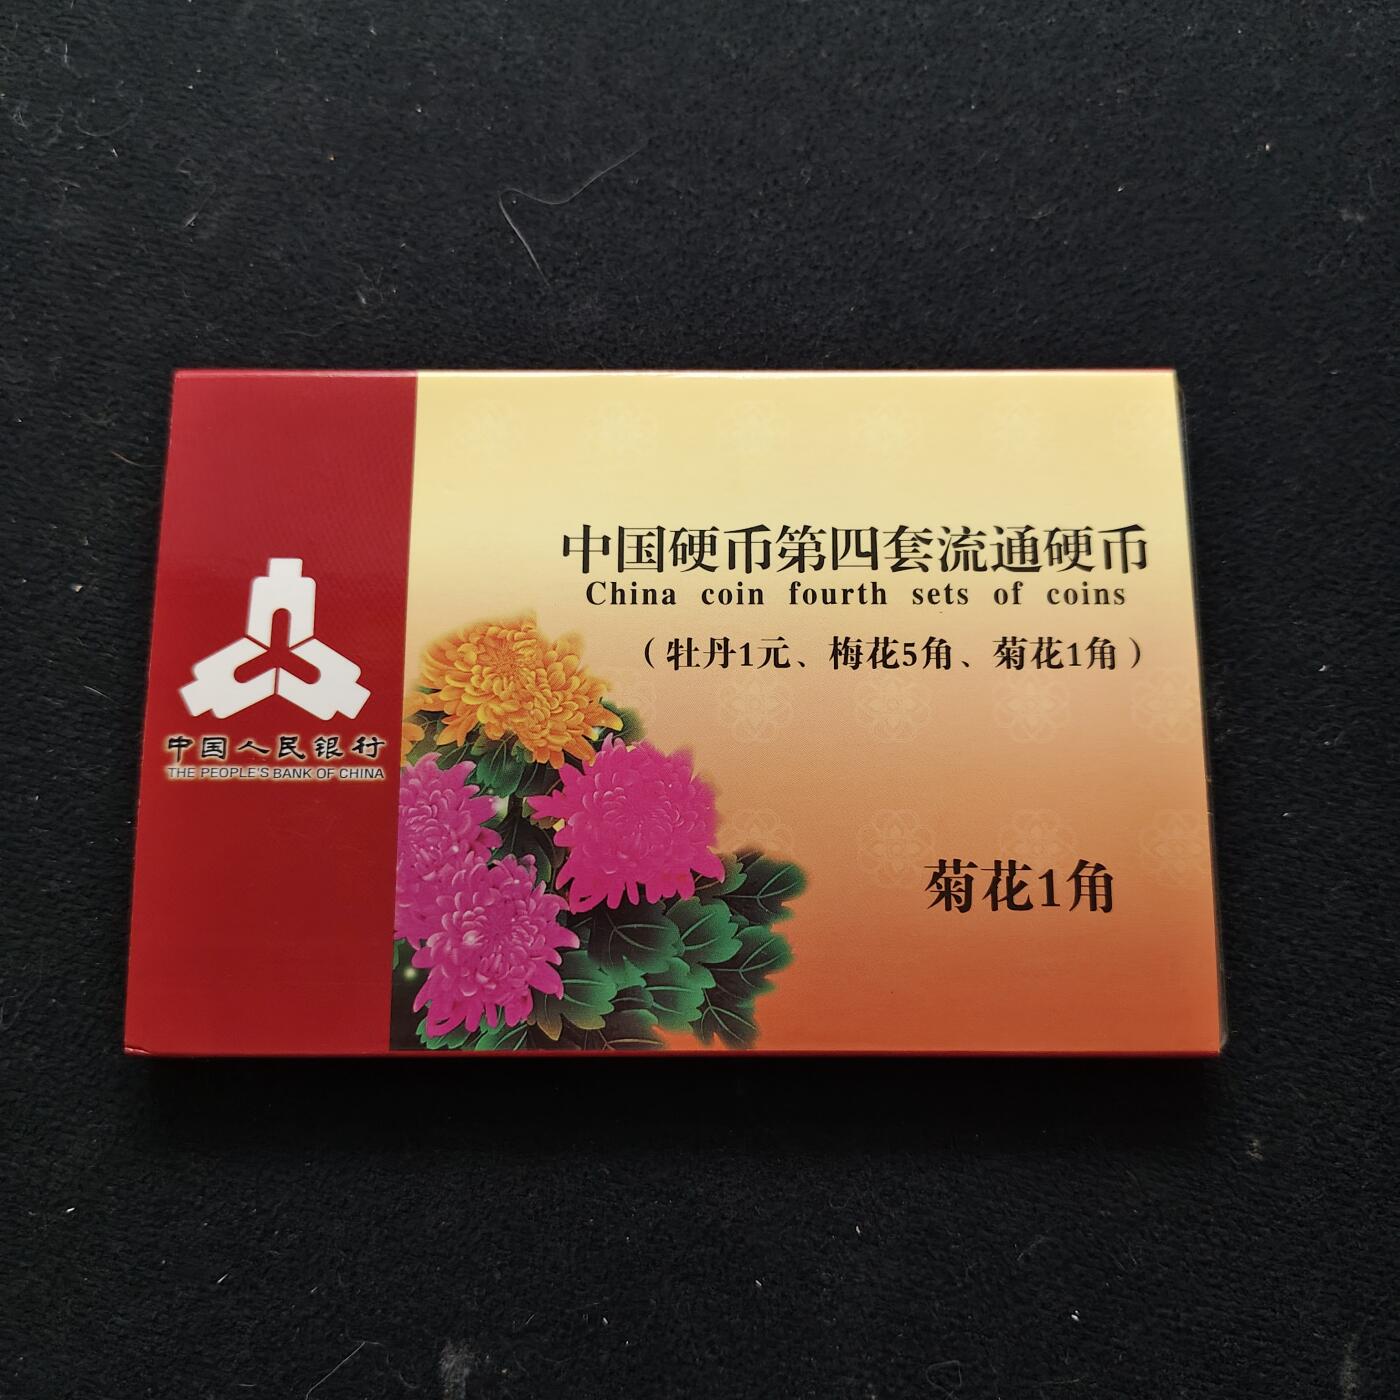 中国人民银行
THE PEOPLE'S BANK OF CHINA
中国硬币第四套流通硬币
China coin fourth sets of coins
（牡丹1元、梅花5角、菊花1角）
菊花1角